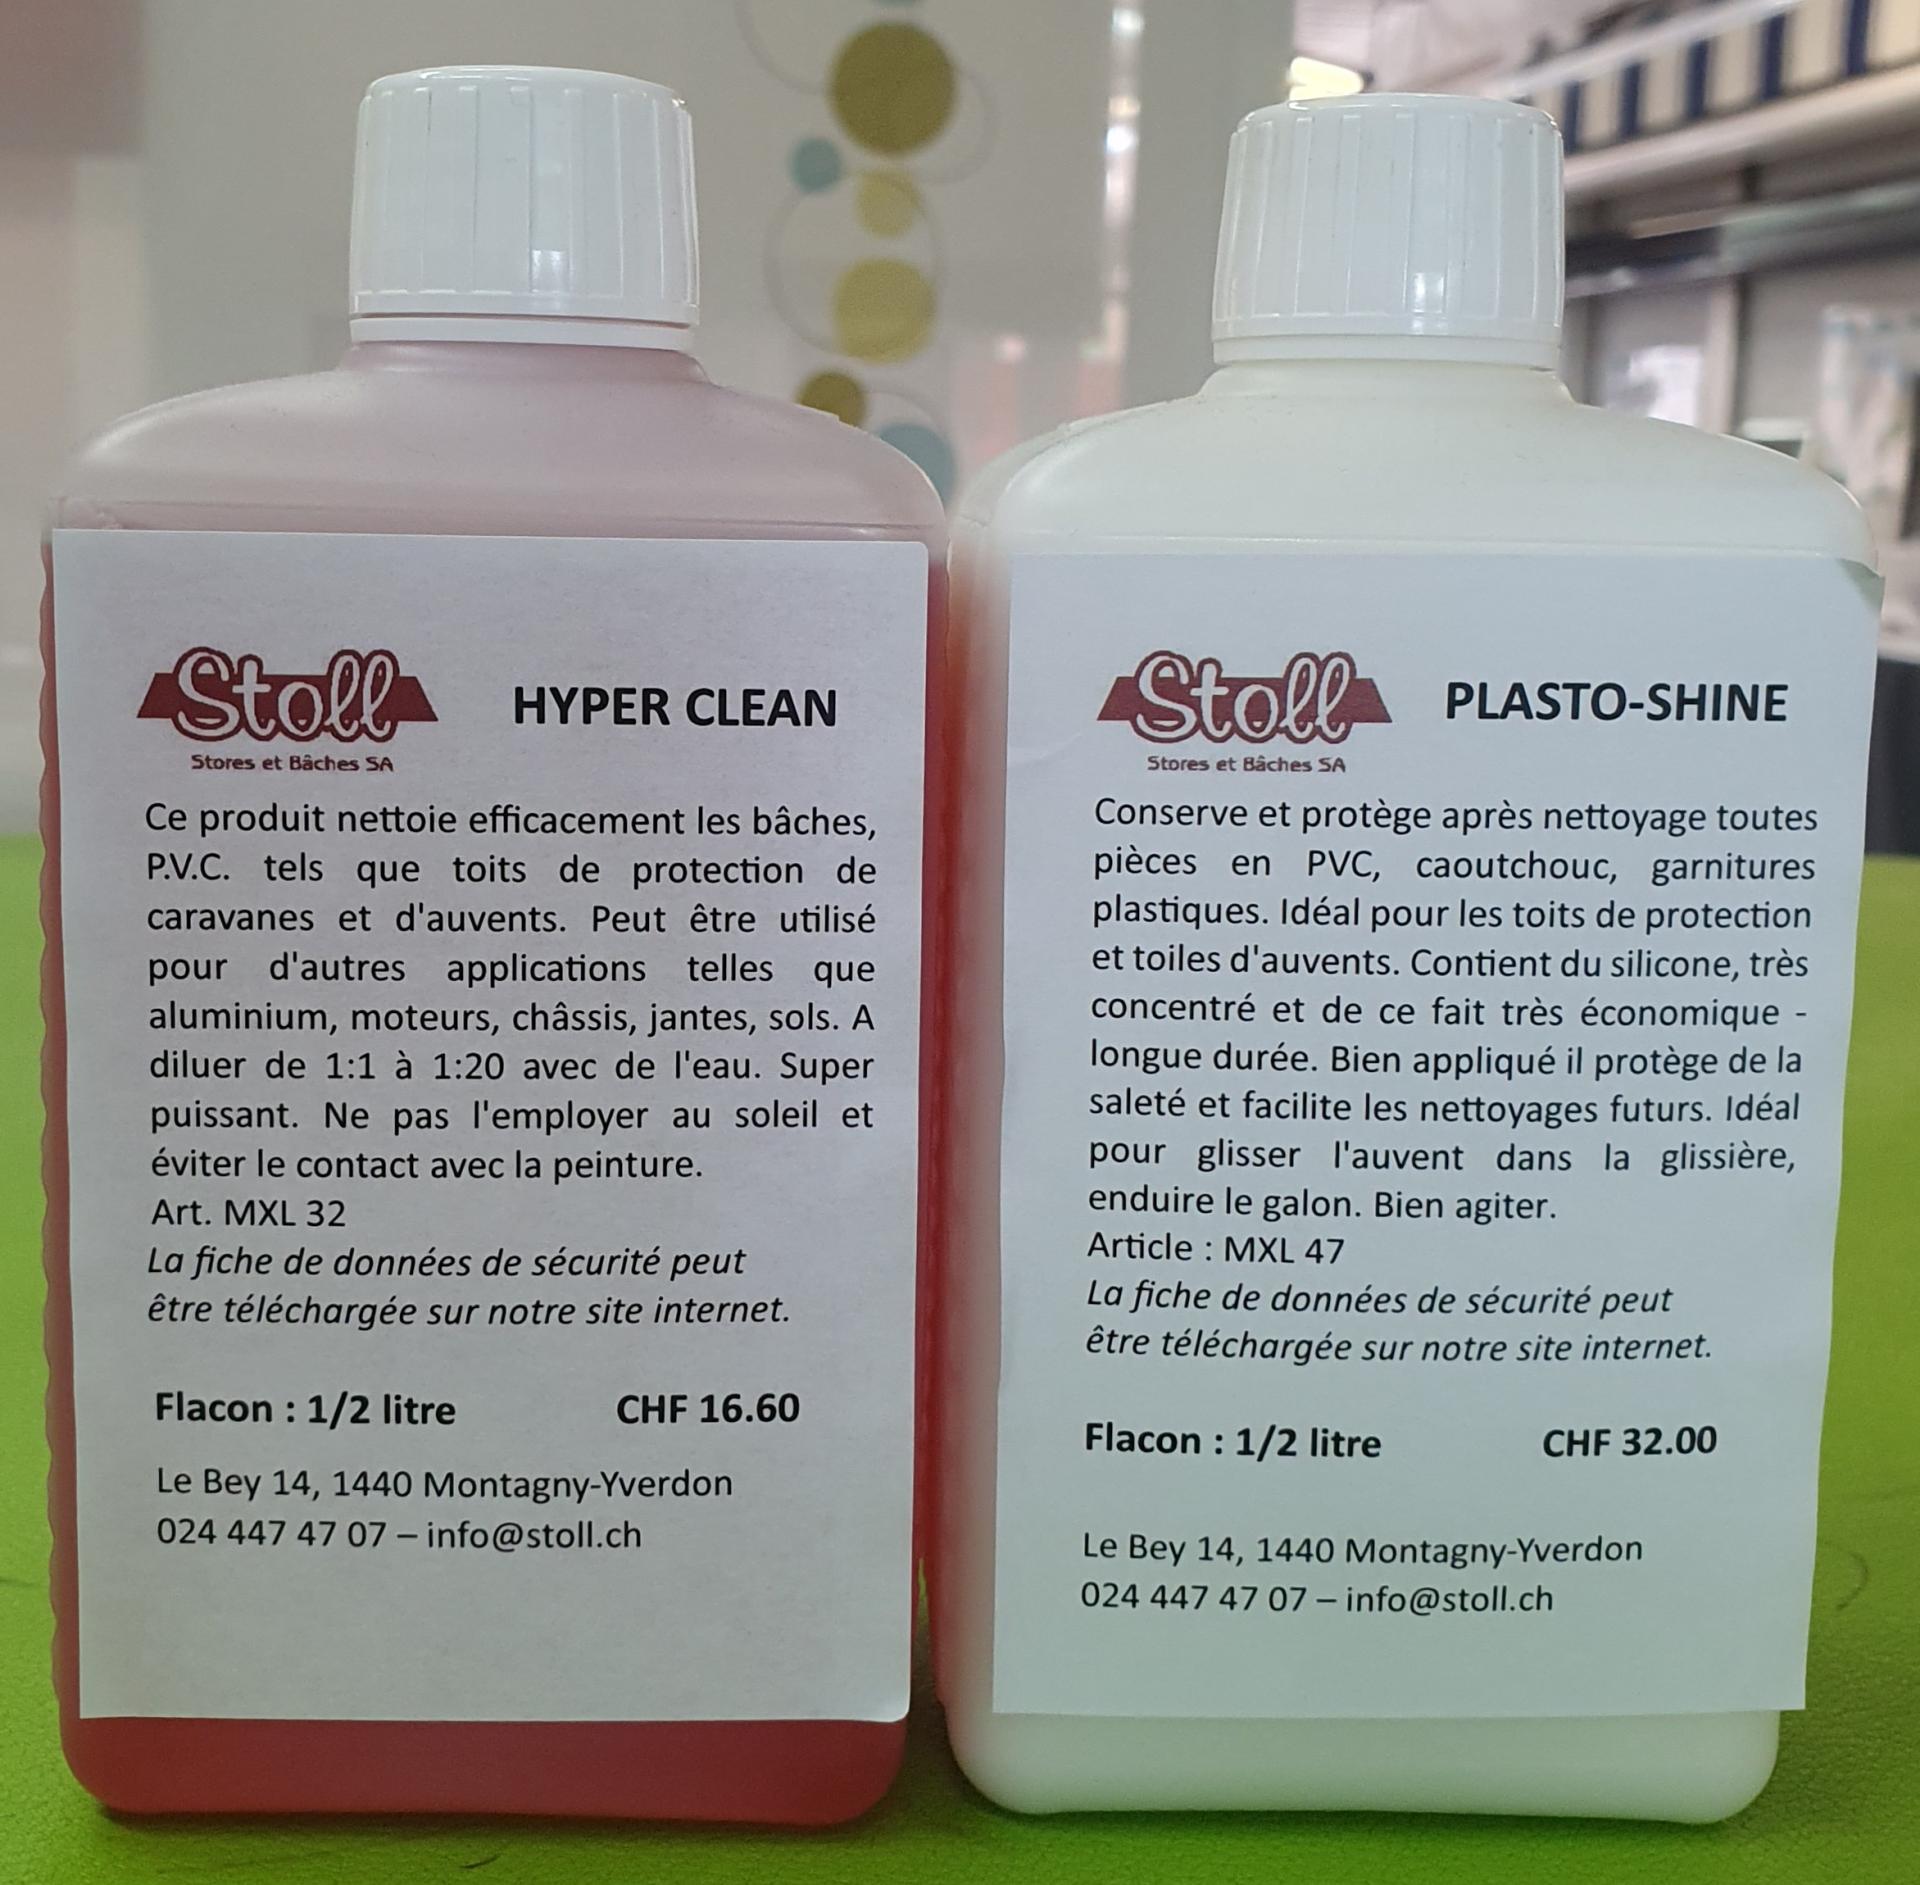 Stoll
Stores et Bâches SA
HYPER CLEAN
Ce produit nettoie efficacement les bâches,
P.V.C. tels que toits de protection de
caravanes et d'auvents. Peut être utilisé
pour d'autres applications telles que
aluminium, moteurs, châssis, jantes, sols. A
diluer de 1:1 à 1:20 avec de l'eau. Super
puissant. Ne pas l'employer au soleil et
éviter le contact avec la peinture.
Art. MXL 32
La fiche de données de sécurité peut
être téléchargée sur notre site internet.
Flacon : 1/2 litre CHF 16.60
Le Bey 14, 1440 Montagny-Yverdon
024 447 47 07 – info@stoll.ch
Stoll
Stores et Bâches SA
PLASTO-SHINE
Conserve et protège après nettoyage toutes
pièces en PVC, caoutchouc, garnitures
plastiques. Idéal pour les toits de protection
et toiles d'auvents. Contient du silicone, très
concentré et de ce fait très économique -
longue durée. Bien appliqué il protège de la
saleté et facilite les nettoyages futurs. Idéal
pour glisser l'auvent dans la glissière,
enduire le galon. Bien agiter.
Article : MXL 47
La fiche de données de sécurité peut
être téléchargée sur notre site internet.
Flacon : 1/2 litre CHF 32.00
Le Bey 14, 1440 Montagny-Yverdon
024 447 47 07 – info@stoll.ch